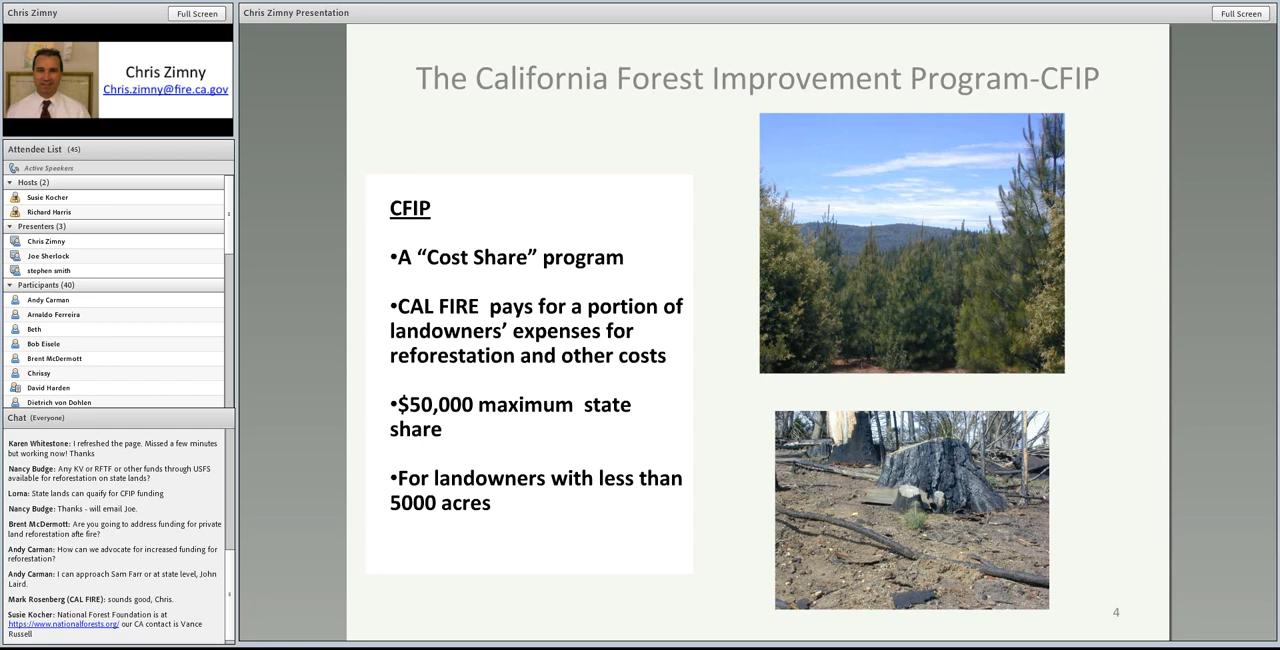 Chris Zimny
Full Screen
Chris Zimny
Chris.zimny@fire.ca.gov
Attendee List (45)
Active Speakers
Hosts (2)
Susie Kocher
Richard Harris
Presenters (3)
Chris Zimny
Joe Sherlock
stephen smith
Participants (40)
Andy Carman
Arnaldo Ferreira
Beth
Bob Eisele
Brent McDermott
Chrissy
David Harden
Dietrich von Dohlen
Chat (Everyone)
Karen Whitestone: I refreshed the page. Missed a few minutes
but working now! Thanks
Nancy Budge: Any KV or RFTF or other funds through USFS
available for reforestation on state lands?
Lorna: State lands can quaify for CFIP funding
Nancy Budge: Thanks - will email Joe.
Brent McDermott: Are you going to address funding for private
land reforestation afte fire?
Andy Carman: How can we advocate for increased funding for
reforestation?
Andy Carman: I can approach Sam Farr or at state level, John
Laird.
Mark Rosenberg (CAL FIRE): sounds good, Chris.
Susie Kocher: National Forest Foundation is at
https://www.nationalforests.org/ our CA contact is Vance
Russell
Chris Zimny Presentation
Full Screen
The California Forest Improvement Program-CFIP
CFIP
•A “Cost Share” program
•CAL FIRE pays for a portion of
landowners’ expenses for
reforestation and other costs
•$50,000 maximum state
share
•For landowners with less than
5000 acres
4